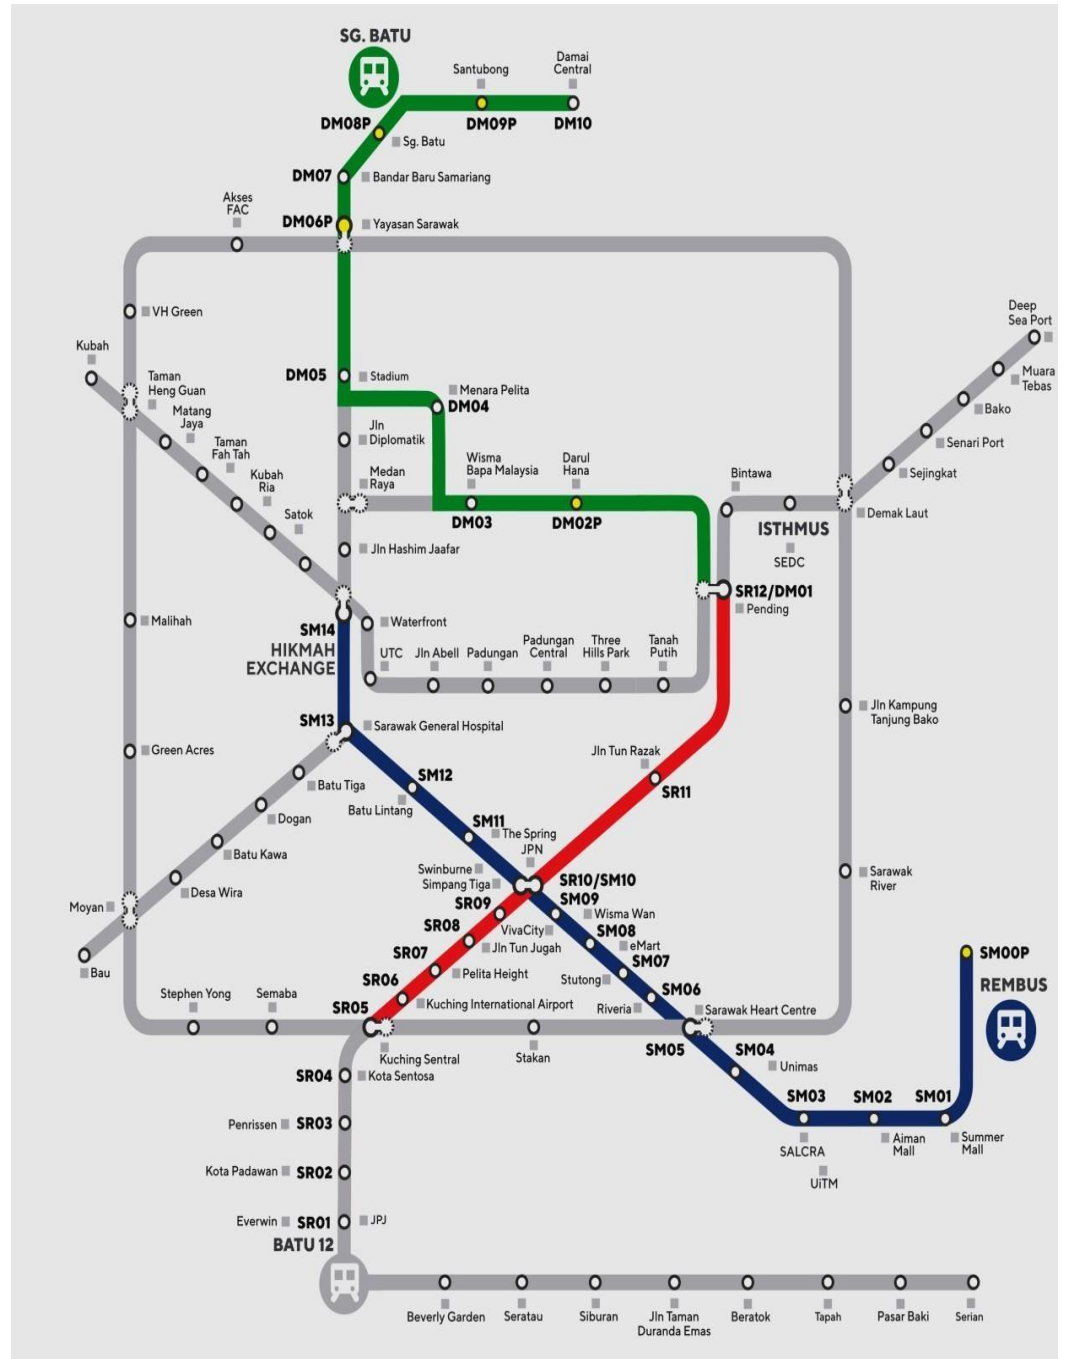 SG. BATU
Santubong
Damai
Central
DM08P
DM09P
DM10
Sg. Batu
DM07
Bandar Baru Samariang
Akses
FAC
DM06P
Yayasan Sarawak
VH Green
Deep
Sea Port
Kubah
Muara
Tebas
Taman
Heng Guan
DM05
Stadium
Menara Pelita
DM04
Bako
Matang
Jaya
Jln
Diplomatik
Senari Port
Taman
Fah Tah
Wisma
Bapa Malaysia
Darul
Hana
Kubah
Ria
Medan
Raya
Bintawa
Sejingkat
Satok
DM03
DM02P
ISTHMUS
Demak Laut
Jln Hashim Jaafar
SEDC
SR12/DM01
Pending
Malihah
SM14
HIKMAH
EXCHANGE
Waterfront
UTC
Jln Abell
Padungan
Padungan
Central
Three
Hills Park
Tanah
Putih
Jln Kampung
Tanjung Bako
SM13
Sarawak General Hospital
Green Acres
Jln Tun Razak
SM12
Batu Tiga
SR11
Batu Lintang
Dogan
SM11
The Spring
Batu Kawa
JPN
Swinburne
Simpang Tiga
SR10/SM10
Sarawak
River
Desa Wira
Moyan
SR09
SM09
Wisma Wan
SR08
VivaCity
SM08
eMart
Jln Tun Jugah
SR07
SM07
Bau
Pelita Height
Stutong
SM00P
REMBUS
SR06
SM06
Stephen Yong
Semaba
SR05
Kuching International Airport
Riveria
Sarawak Heart Centre
Kuching Sentral
Stakan
SM05
SM04
Unimas
SR04
Kota Sentosa
SM03
SM02
SM01
Penrissen
SR03
SALCRA
Aiman
Mall
Summer
Mall
Kota Padawan
SR02
UiTM
Everwin
SR01
JPJ
BATU 12
Beverly Garden
Seratau
Siburan
Jln Taman
Duranda Emas
Beratok
Tapah
Pasar Baki
Serian